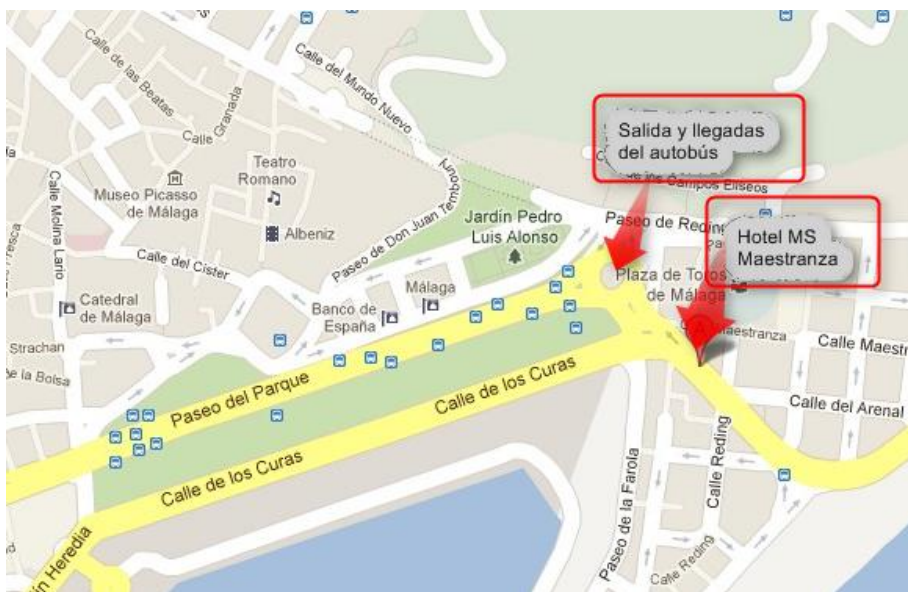 Calle de las Beatas
Calle Granada
Calle del Mundo Nuevo
Salida y llegadas
del autobús
de los Campos Elíseos
Teatro
Romano
Museo Picasso
de Málaga
Calle Molina Lario
Albeniz
Paseo de Don Juan Temboury
Jardín Pedro
Luis Alonso
Paseo de Reding
Hotel MS
Maestranza
Calle del Císter
Plaza de Toros
de Málaga
Málaga
Banco de
España
Catedral
de Málaga
Strachan
de la Bolsa
Maestranza
Calle Maestr
Paseo del Parque
Calle de los Curas
Calle del Arenal
Calle de los Curas
Calle Reding
Paseo de la Farola
Calle Reding
lín Heredia